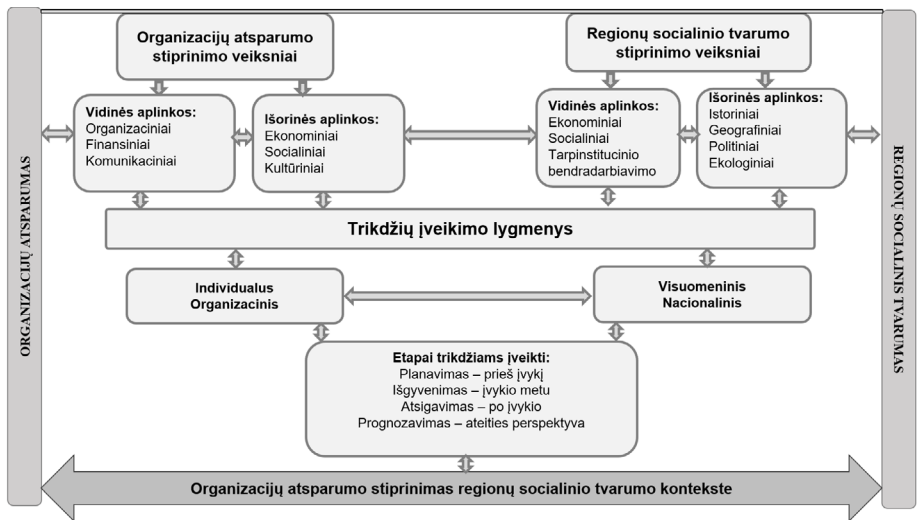 ORGANIZACIJŲ ATSPARUMAS
Organizacijų atsparumo
stiprinimo veiksniai
Regionų socialinio tvarumo
stiprinimo veiksniai
Vidinės aplinkos:
Organizaciniai
Finansiniai
Komunikaciniai
Išorinės aplinkos:
Ekonominiai
Socialiniai
Kultūriniai
Vidinės aplinkos:
Ekonominiai
Socialiniai
Tarpinstitucinio
bendradarbiavimo
Išorinės aplinkos:
Istoriniai
Geografiniai
Politiniai
Ekologiniai
REGIONŲ SOCIALINIS TVARUMAS
Trikdžių įveikimo lygmenys
Individualus
Organizacinis
Visuomeninis
Nacionalinis
Etapai trikdžiams įveikti:
Planavimas – prieš įvykį
Išgyvenimas – įvykio metu
Atsigavimas – po įvykio
Prognozavimas – ateities perspektyva
Organizacijų atsparumo stiprinimas regionų socialinio tvarumo kontekste